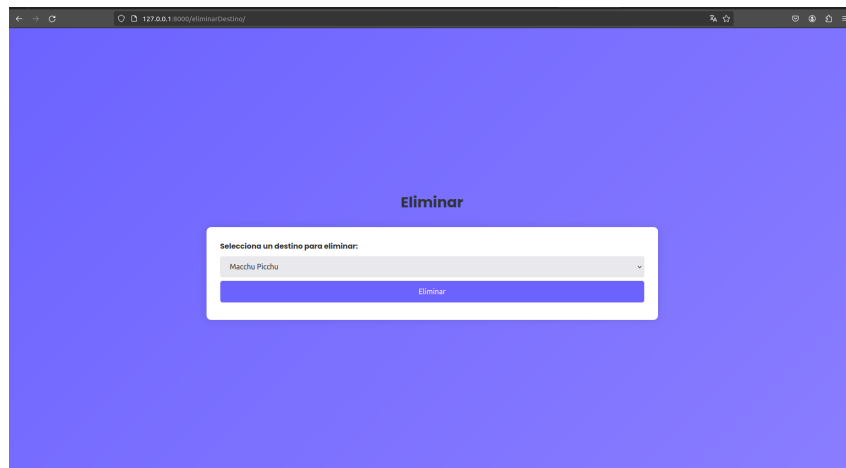 127.0.0.1:8000/eliminarDestino/
Eliminar
Selecciona un destino para eliminar:
Macchu Picchu
Eliminar